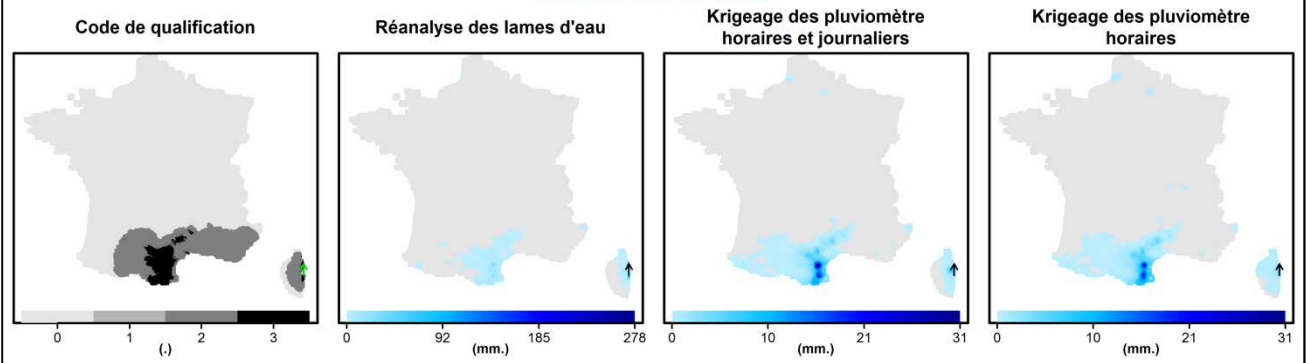 Code de qualification
Réanalyse des lames d'eau
Krigeage des pluviomètre
horaires et journaliers
Krigeage des pluviomètre
horaires
0 1 2 3
(.)
0 92 185 278
(mm.)
0 10 21 31
(mm.)
0 10 21 31
(mm.)